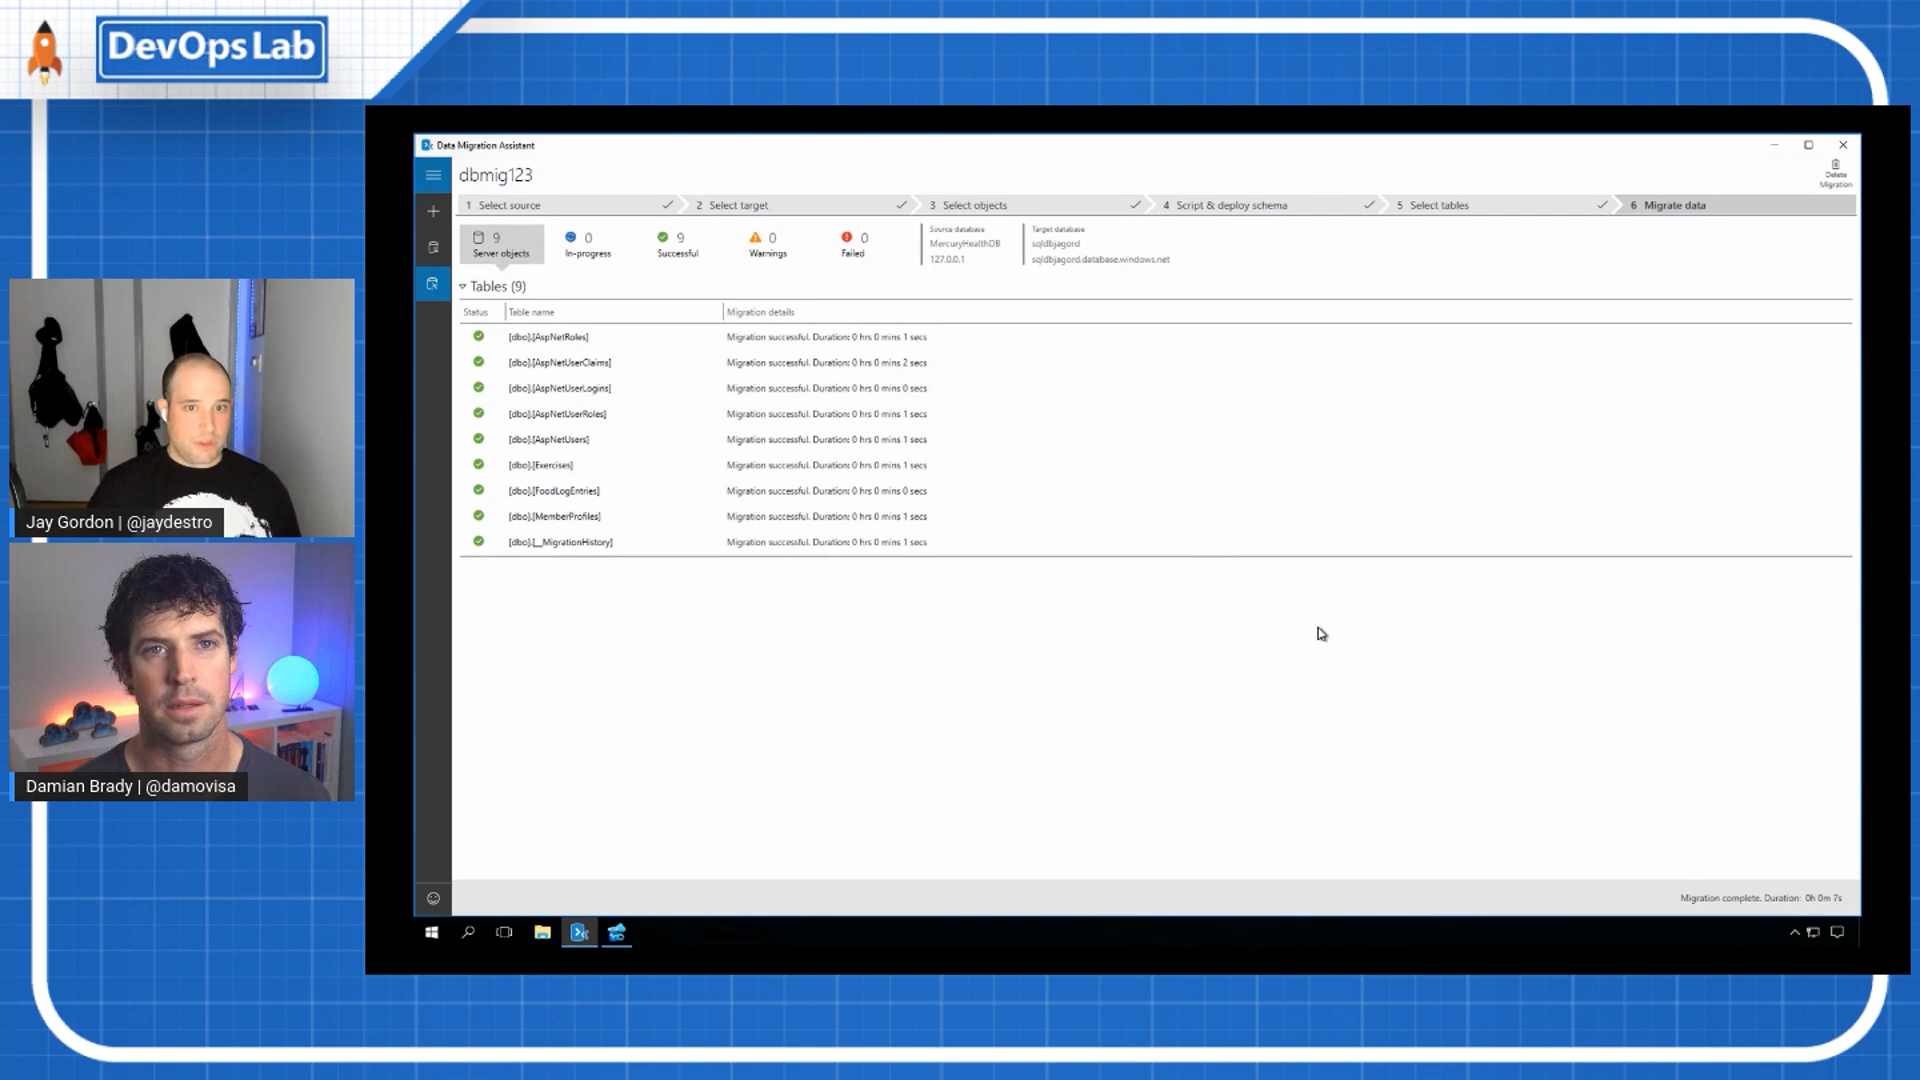 DevOps Lab
Data Migration Assistant
dbmig123
Delete
Migration
1 Select source
2 Select target
3 Select objects
4 Script & deploy schema
5 Select tables
6 Migrate data
9
Server objects
0
In-progress
9
Successful
0
Warnings
0
Failed
Source database
MercuryHealthDB
127.0.0.1
Target database
sqldbjagord
sqldbjagord.database.windows.net
Tables (9)
Status Table name Migration details
[dbo].[AspNetRoles] Migration successful. Duration: 0 hrs 0 mins 1 secs
[dbo].[AspNetUserClaims] Migration successful. Duration: 0 hrs 0 mins 2 secs
[dbo].[AspNetUserLogins] Migration successful. Duration: 0 hrs 0 mins 0 secs
[dbo].[AspNetUserRoles] Migration successful. Duration: 0 hrs 0 mins 1 secs
[dbo].[AspNetUsers] Migration successful. Duration: 0 hrs 0 mins 1 secs
[dbo].[Exercises] Migration successful. Duration: 0 hrs 0 mins 1 secs
[dbo].[FoodLogEntries] Migration successful. Duration: 0 hrs 0 mins 0 secs
[dbo].[MemberProfiles] Migration successful. Duration: 0 hrs 0 mins 1 secs
[dbo].[__MigrationHistory] Migration successful. Duration: 0 hrs 0 mins 1 secs
Migration complete. Duration: 0h 0m 7s
Jay Gordon | @jaydestro
Damian Brady | @damovisa